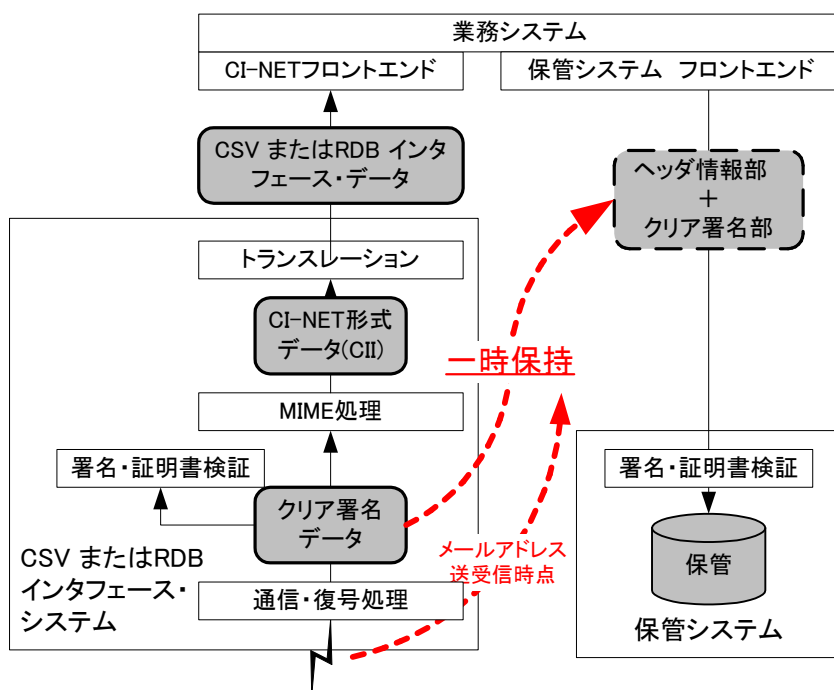 業務システム
CI-NETフロントエンド
保管システム フロントエンド
CSV またはRDB インタ
フェース・データ
ヘッダ情報部
＋
クリア署名部
トランスレーション
CI-NET形式
データ(CII)
一時保持
MIME処理
署名・証明書検証
署名・証明書検証
クリア署名
データ
メールアドレス
送受信時点
CSV またはRDB
インタフェース・
システム
通信・復号処理
保管
保管システム